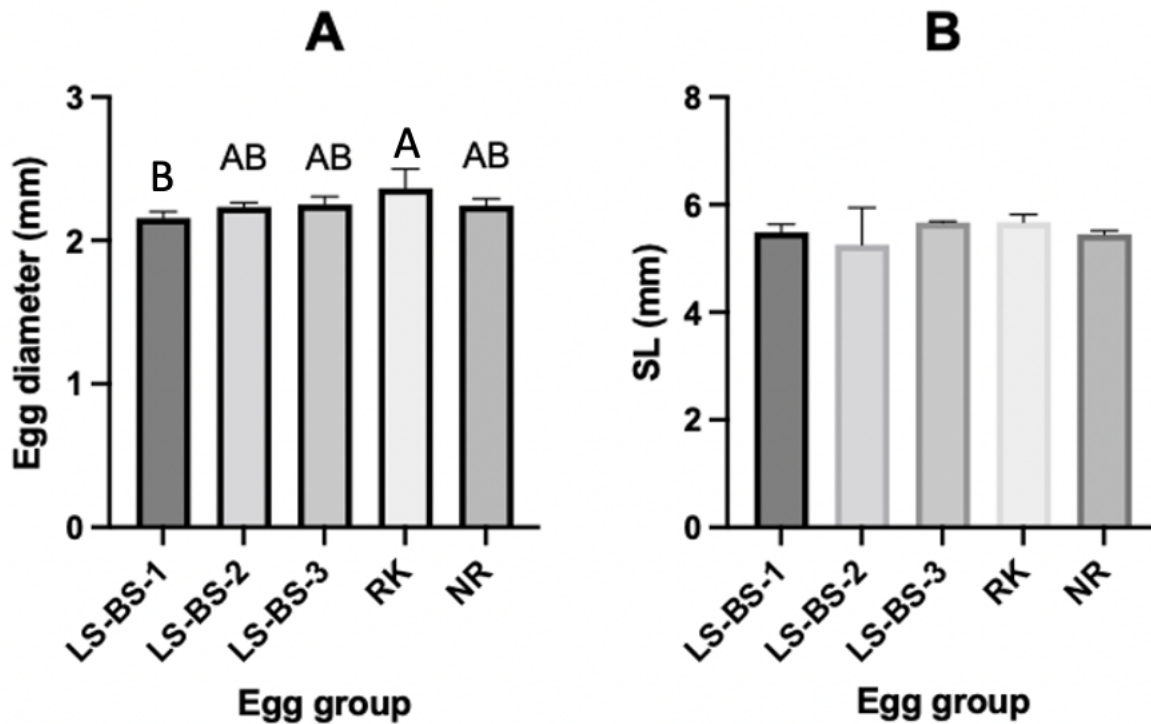 A
Egg diameter (mm)
3
2
1
0
B
AB
AB
A
AB
LS-BS-1
LS-BS-2
LS-BS-3
RK
NR
Egg group
B
SL (mm)
8
6
4
2
0
LS-BS-1
LS-BS-2
LS-BS-3
RK
NR
Egg group